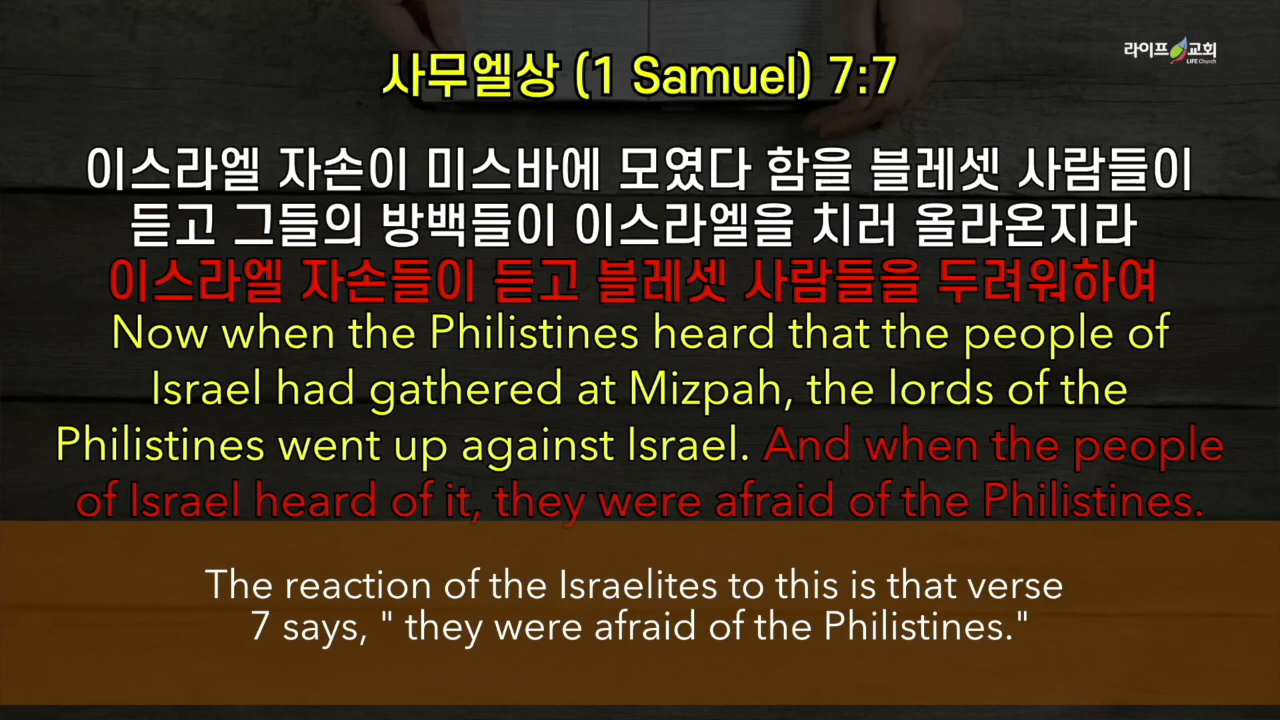 라이프 교회
LIFE Church
사무엘상 (1 Samuel) 7:7
이스라엘 자손이 미스바에 모였다 함을 블레셋 사람들이
듣고 그들의 방백들이 이스라엘을 치러 올라온지라
이스라엘 자손들이 듣고 블레셋 사람들을 두려워하여
Now when the Philistines heard that the people of
Israel had gathered at Mizpah, the lords of the
Philistines went up against Israel. And when the people
of Israel heard of it, they were afraid of the Philistines.
The reaction of the Israelites to this is that verse
7 says, " they were afraid of the Philistines."